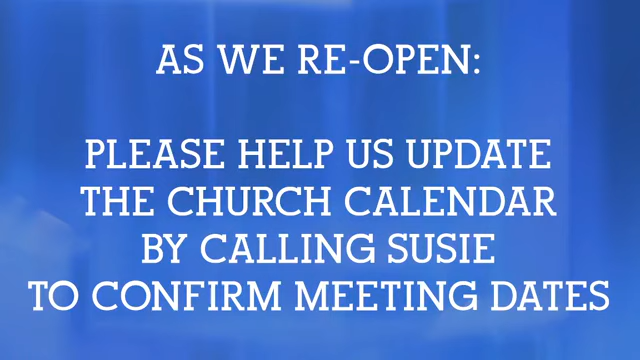 AS WE RE-OPEN:
PLEASE HELP US UPDATE
THE CHURCH CALENDAR
BY CALLING SUSIE
TO CONFIRM MEETING DATES